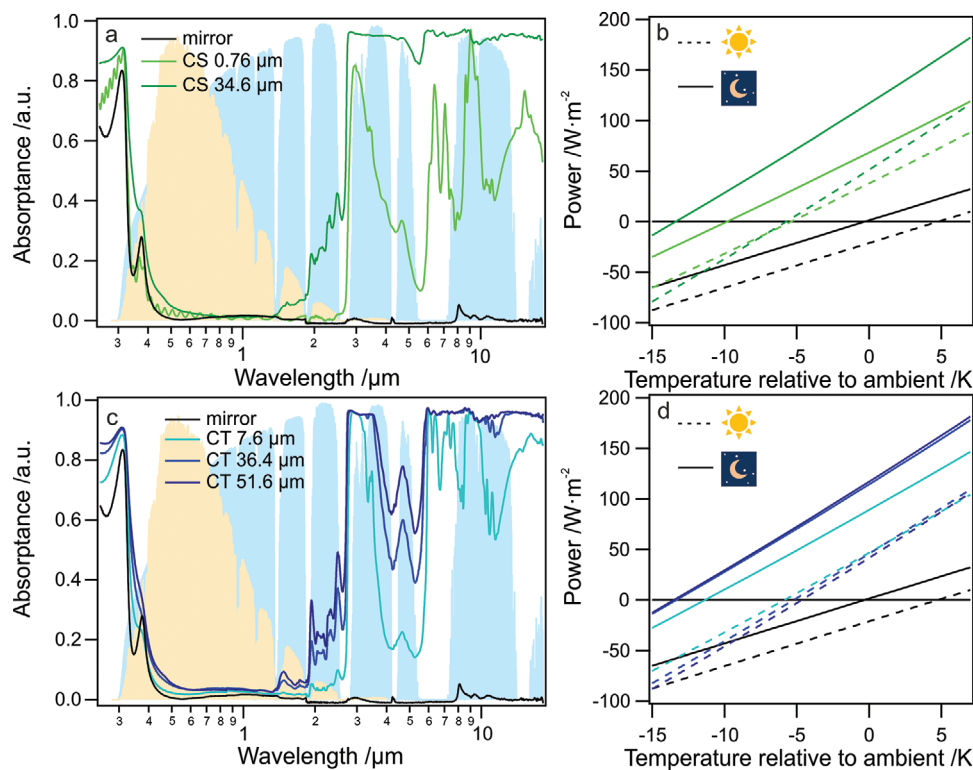 a
mirror
CS 0.76 µm
CS 34.6 µm
Absorptance /a.u.
1.0
0.8
0.6
0.4
0.2
0.0
3 4 5 6 7 8 9 1 2 3 4 5 6 7 8 9 10
Wavelength /µm
b
Power /W·m-2
200
150
100
50
0
-50
-100
-15 -10 -5 0 5
Temperature relative to ambient /K
c
mirror
CT 7.6 µm
CT 36.4 µm
CT 51.6 µm
Absorptance /a.u.
1.0
0.8
0.6
0.4
0.2
0.0
3 4 5 6 7 8 9 1 2 3 4 5 6 7 8 9 10
Wavelength /µm
d
Power /W·m-2
200
150
100
50
0
-50
-100
-15 -10 -5 0 5
Temperature relative to ambient /K